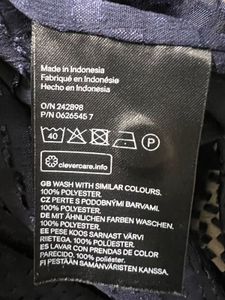 Made in Indonesia
Fabriqué en Indonésie
Hecho en Indonesia
O/N 242898
P/N 0626545 7
40
P
clevercare.info
GB WASH WITH SIMILAR COLOURS.
100% POLYESTER.
CZ PERTE S PODOBNÝMI BARVAMI.
100% POLYESTER.
DE MIT ÄHNLICHEN FARBEN WASCHEN.
100% POLYESTER.
EE PESE KOOS SARNAST VÄRVI
RIIETEGA. 100% POLÜESTER.
ES LAVAR CON PRENDAS DE COLOR
PARECIDO. 100% poliéster.
FI PESTÄÄN SAMANVÄRISTEN KANSSA.